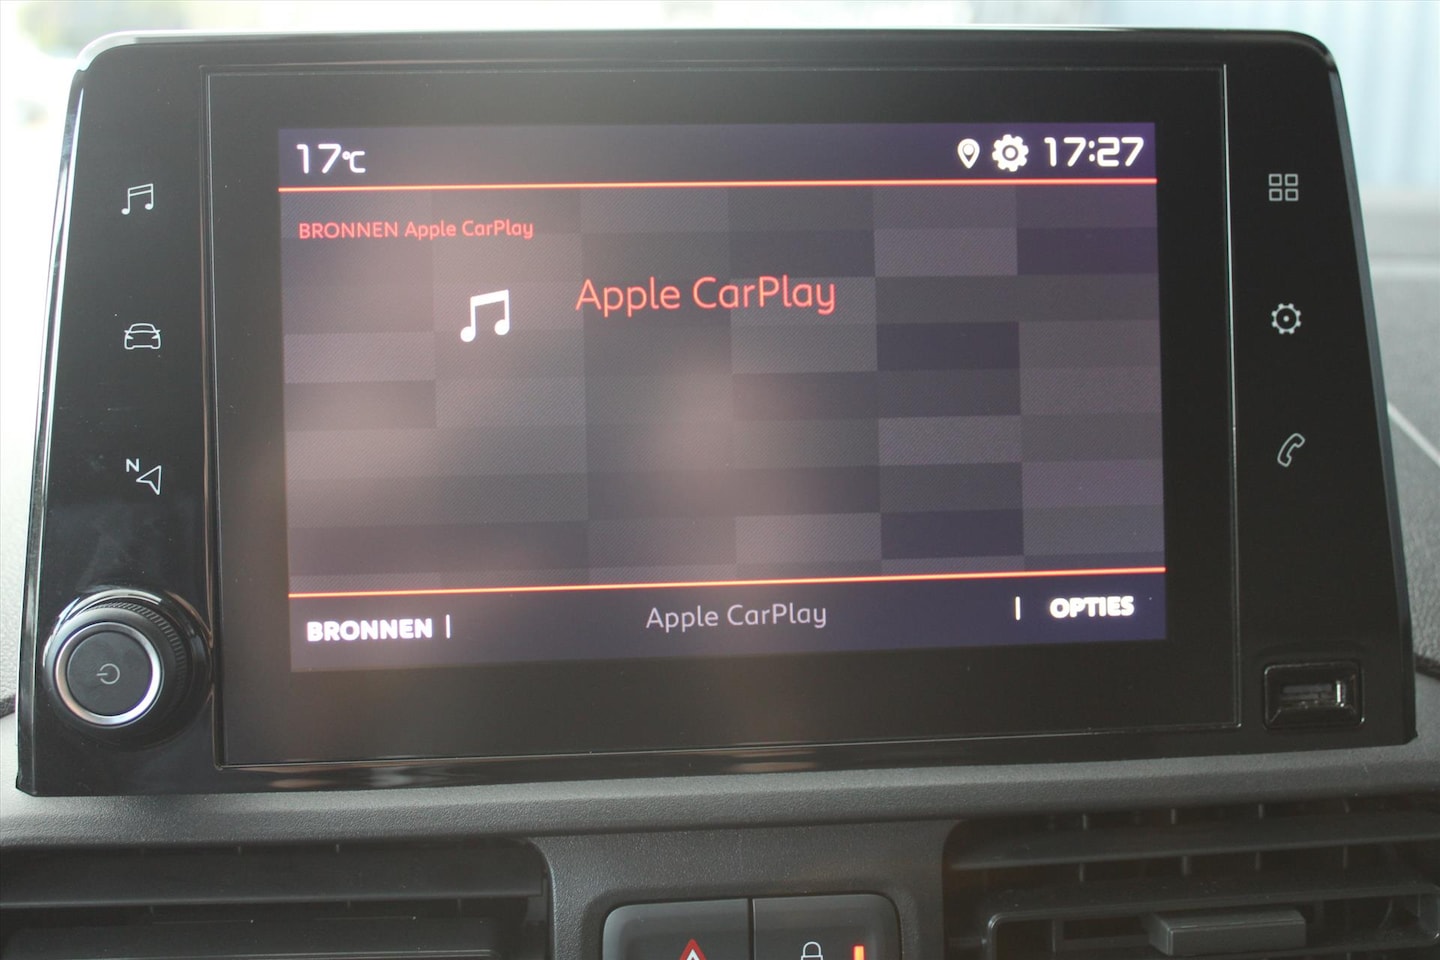 17°C 17:27
BRONNEN Apple CarPlay
Apple CarPlay
N
BRONNEN | Apple CarPlay | OPTIES